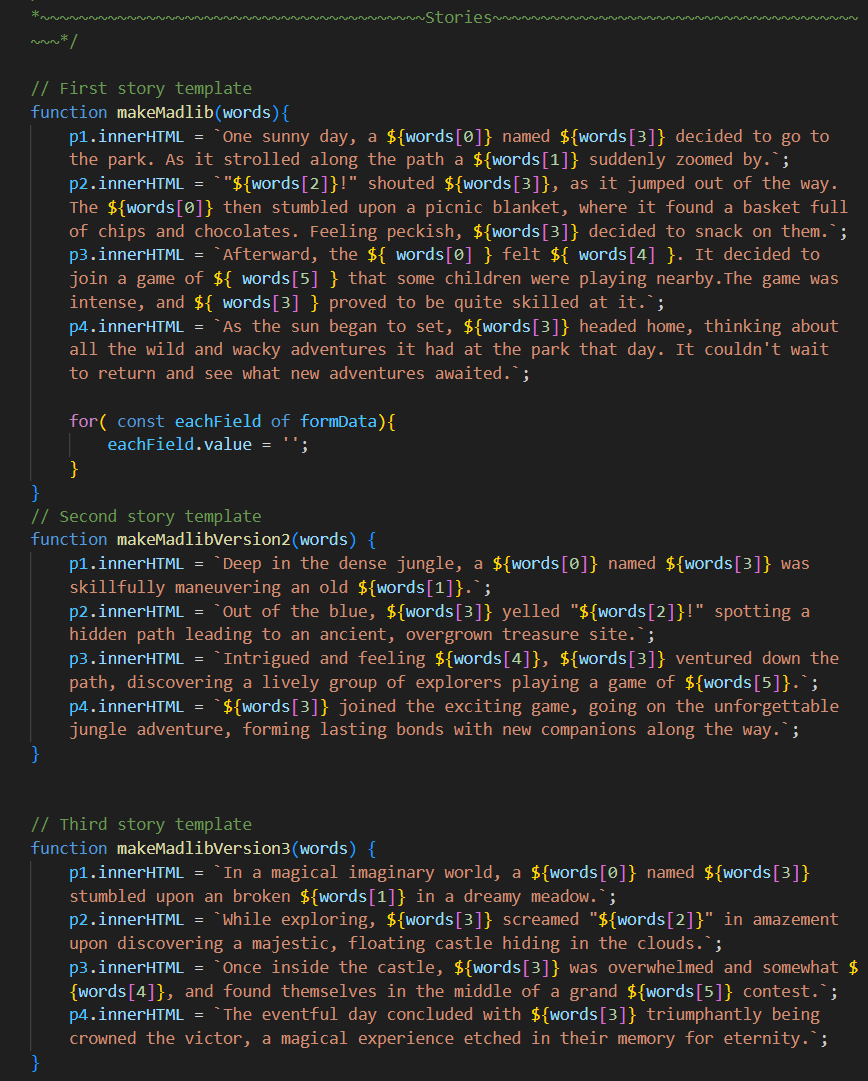 *~~~~~~~~~~~~~~~~~~~~~~~~~~~~~~~~~~~~~~~~Stories~~~~~~~~~~~~~~~~~~~~~~~~~~~~~~~~~~~~~~
~~~*/
// First story template
function makeMadlib(words){
p1.innerHTML = `One sunny day, a ${words[0]} named ${words[3]} decided to go to
the park. As it strolled along the path a ${words[1]} suddenly zoomed by.`;
p2.innerHTML = `"${words[2]}!" shouted ${words[3]}, as it jumped out of the way.
The ${words[0]} then stumbled upon a picnic blanket, where it found a basket full
of chips and chocolates. Feeling peckish, ${words[3]} decided to snack on them.`;
p3.innerHTML = `Afterward, the ${ words[0] } felt ${ words[4] }. It decided to
join a game of ${ words[5] } that some children were playing nearby.The game was
intense, and ${ words[3] } proved to be quite skilled at it.`;
p4.innerHTML = `As the sun began to set, ${words[3]} headed home, thinking about
all the wild and wacky adventures it had at the park that day. It couldn't wait
to return and see what new adventures awaited.`;
for( const eachField of formData){
eachField.value = '';
}
}
// Second story template
function makeMadlibVersion2(words) {
p1.innerHTML = `Deep in the dense jungle, a ${words[0]} named ${words[3]} was
skillfully maneuvering an old ${words[1]}.`;
p2.innerHTML = `Out of the blue, ${words[3]} yelled "${words[2]}!" spotting a
hidden path leading to an ancient, overgrown treasure site.`;
p3.innerHTML = `Intrigued and feeling ${words[4]}, ${words[3]} ventured down the
path, discovering a lively group of explorers playing a game of ${words[5]}.`;
p4.innerHTML = `${words[3]} joined the exciting game, going on the unforgettable
jungle adventure, forming lasting bonds with new companions along the way.`;
}
// Third story template
function makeMadlibVersion3(words) {
p1.innerHTML = `In a magical imaginary world, a ${words[0]} named ${words[3]}
stumbled upon an broken ${words[1]} in a dreamy meadow.`;
p2.innerHTML = `While exploring, ${words[3]} screamed "${words[2]}" in amazement
upon discovering a majestic, floating castle hiding in the clouds.`;
p3.innerHTML = `Once inside the castle, ${words[3]} was overwhelmed and somewhat $
{words[4]}, and found themselves in the middle of a grand ${words[5]} contest.`;
p4.innerHTML = `The eventful day concluded with ${words[3]} triumphantly being
crowned the victor, a magical experience etched in their memory for eternity.`;
}